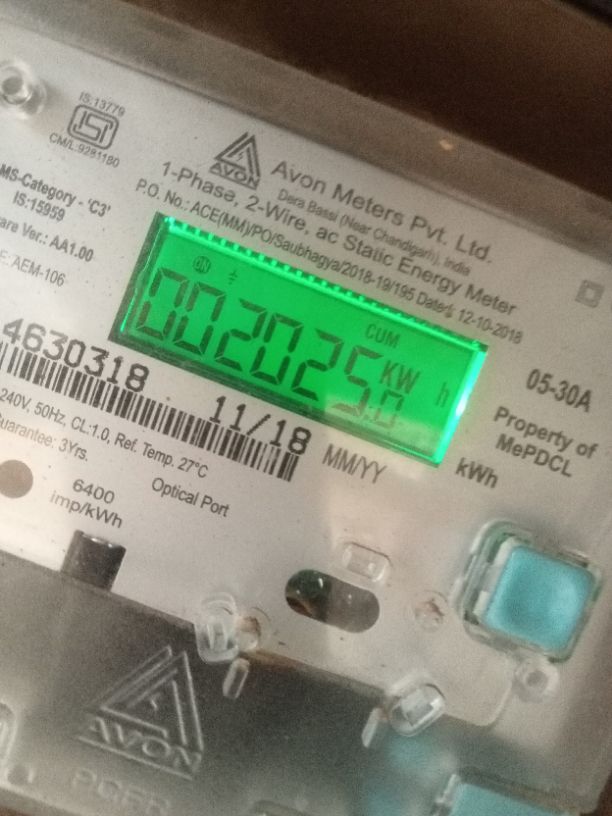 IS:13779
CM/L:9281180
AVON
Avon Meters Pvt. Ltd.
Dera Bassi (Near Chandigarh), India
1-Phase, 2-Wire, ac Static Energy Meter
P.O. No.: ACE(MM)/PO/Saubhagya/2018-19/195 Dated: 12-10-2018
MS-Category - 'C3'
IS:15959
Ver.: AA1.00
AEM-106
ON
CUM
002025.0 KW h
4630318
11/18
MM/YY
kWh
05-30A
Property of
MePDCL
240V, 50Hz, CL:1.0, Ref. Temp. 27°C
Guarantee: 3Yrs.
Optical Port
6400
imp/kWh
AVON